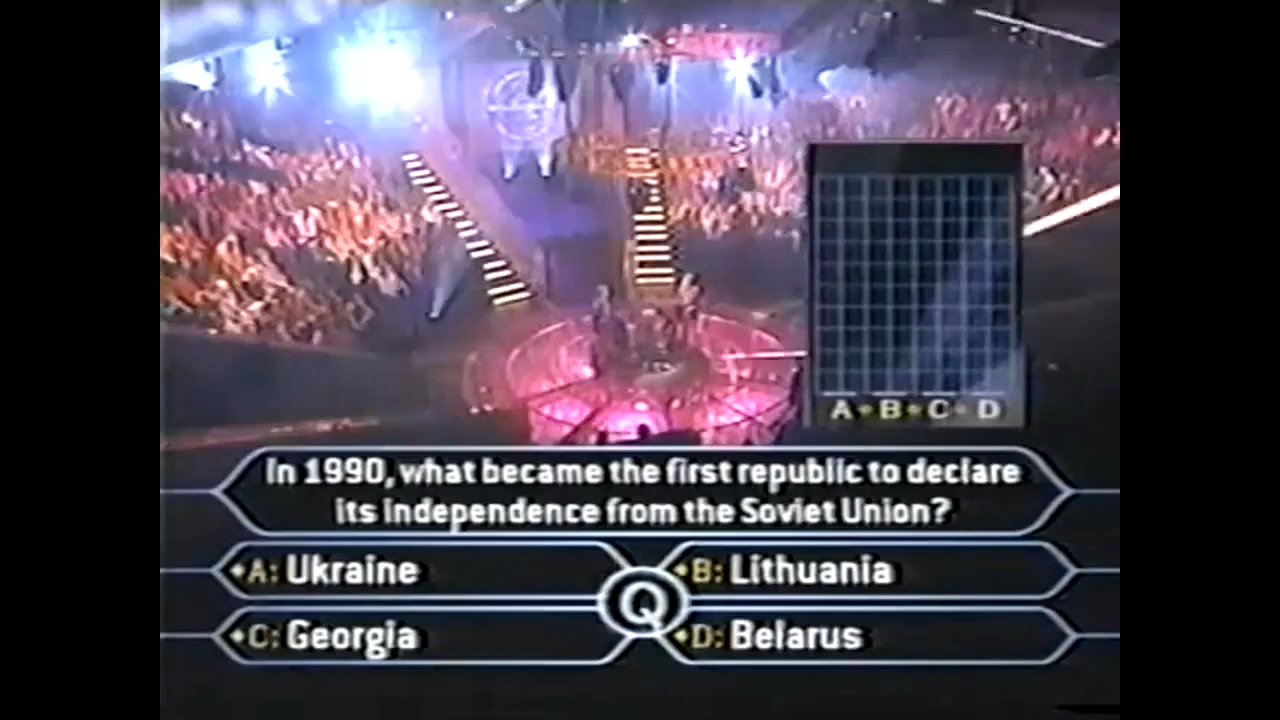 A B C D
In 1990, what became the first republic to declare
its independence from the Soviet Union?
A: Ukraine
B: Lithuania
Q
C: Georgia
D: Belarus